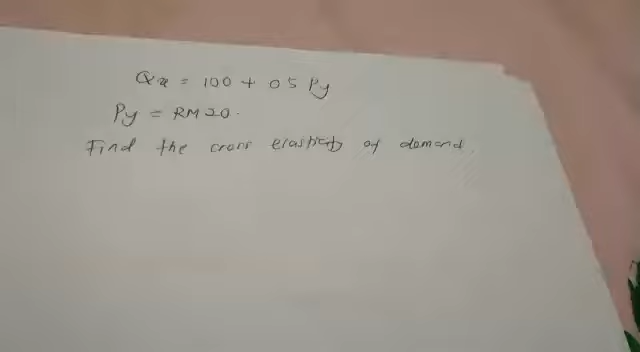 Qx = 100 + 0.5 Py
Py = RM 20.
Find the cross elasticity of demand.